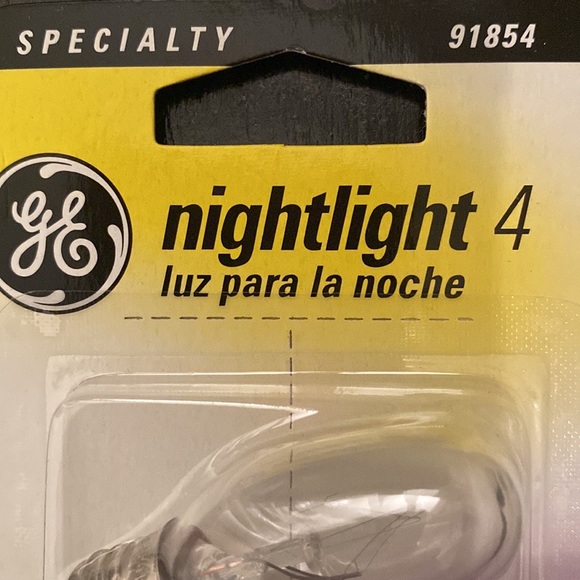 SPECIALTY 91854
GE
nightlight 4
luz para la noche